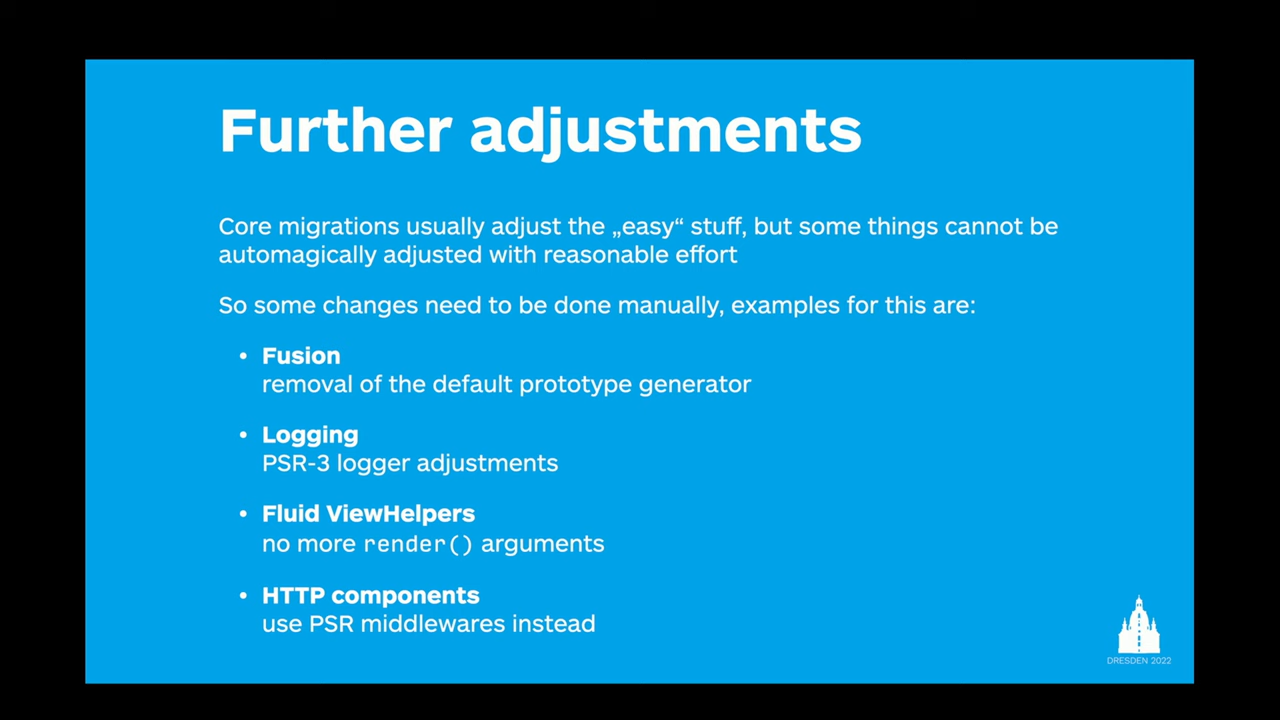 Further adjustments
Core migrations usually adjust the „easy“ stuff, but some things cannot be
automagically adjusted with reasonable effort
So some changes need to be done manually, examples for this are:
• Fusion
removal of the default prototype generator
• Logging
PSR-3 logger adjustments
• Fluid ViewHelpers
no more render() arguments
• HTTP components
use PSR middlewares instead
DRESDEN 2022